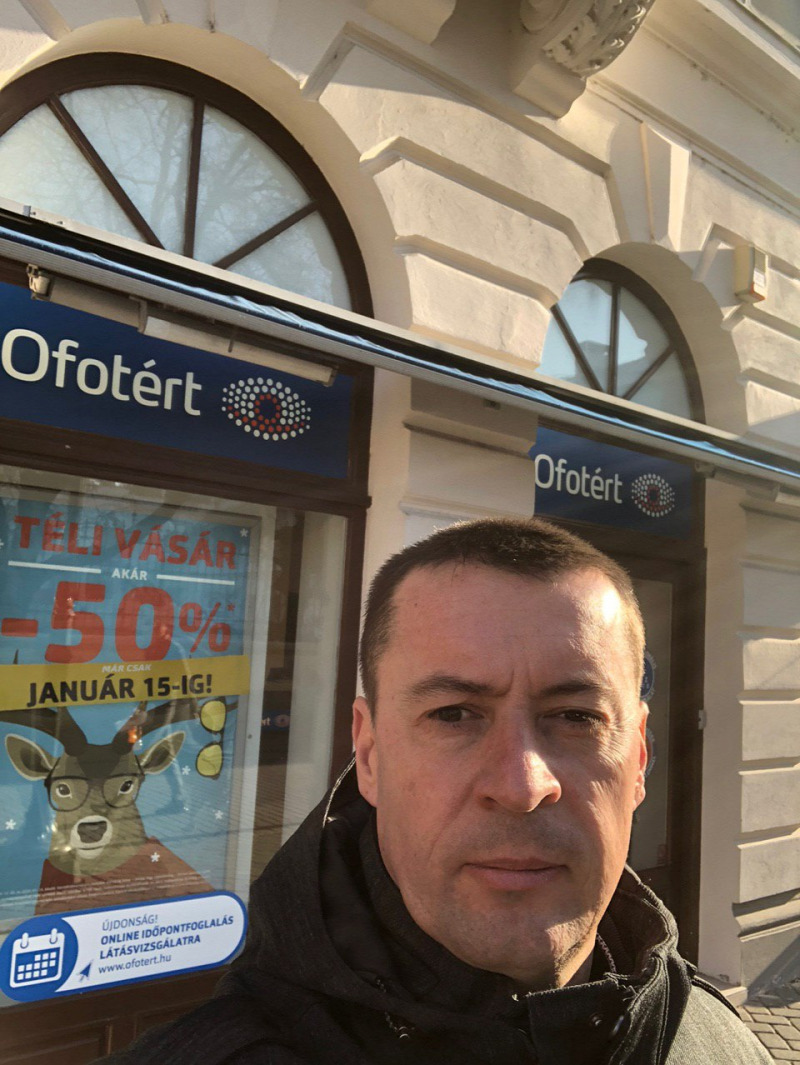 Ofotért
Ofotért
TÉLI VÁSÁR
AKÁR
-50%*
MÁR CSAK
JANUÁR 15-IG!
ÚJDONSÁG!
ONLINE IDŐPONTFOGLALÁS
LÁTÁSVIZSGÁLATRA
www.ofotert.hu